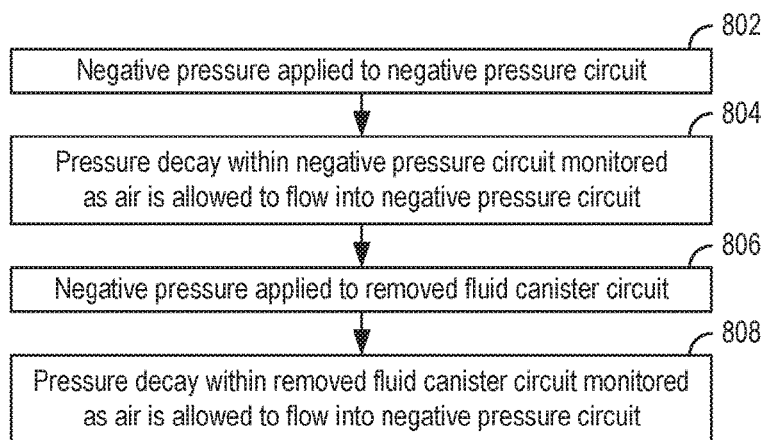 802
Negative pressure applied to negative pressure circuit
804
Pressure decay within negative pressure circuit monitored
as air is allowed to flow into negative pressure circuit
806
Negative pressure applied to removed fluid canister circuit
808
Pressure decay within removed fluid canister circuit monitored
as air is allowed to flow into negative pressure circuit